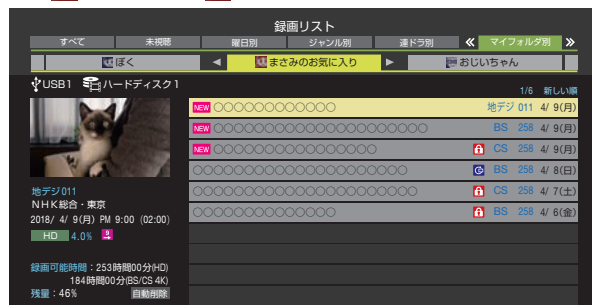 録画リスト
すべて 未視聴 曜日別 ジャンル別 連ドラ別 « マイフォルダ別 »
ぼく ◀ まさみのお気に入り ▶ おじいちゃん
USB1 ハードディスク1
1/6 新しい順
NEW 〇〇〇〇〇〇〇〇〇〇〇〇 地デジ 011 4/ 9(月)
NEW 〇〇〇〇〇〇〇〇〇〇〇〇〇〇〇〇〇〇〇〇〇 BS 258 4/ 9(月)
NEW 〇〇〇〇〇〇〇〇〇〇〇〇〇〇〇〇 CS 258 4/ 9(月)
〇〇〇〇〇〇〇〇〇〇〇〇〇〇〇〇〇〇〇〇〇 BS 258 4/ 8(日)
〇〇〇〇〇〇〇〇〇〇〇〇〇〇〇〇〇〇〇〇〇〇 CS 258 4/ 7(土)
〇〇〇〇〇〇〇〇〇〇〇〇〇〇 BS 258 4/ 6(金)
地デジ011
NHK総合・東京
2018/ 4/ 9(月) PM 9:00 (02:00)
HD 4.0% 9
録画可能時間：253時間00分(HD)
184時間00分(BS/CS 4K)
残量：46% 自動削除